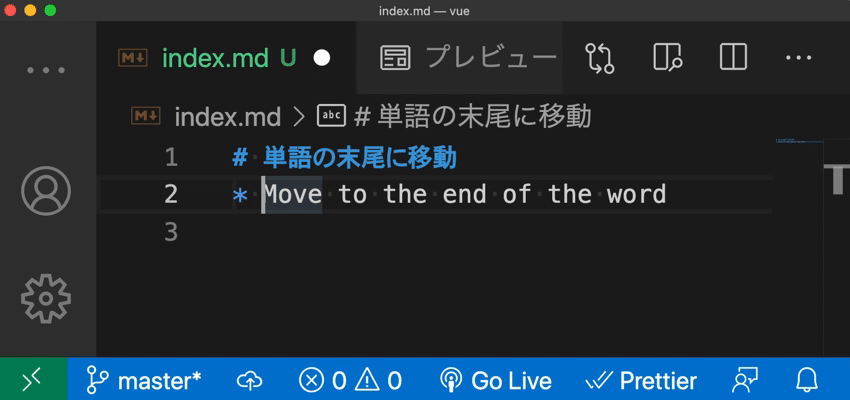 index.md — vue
index.md U プレビュー
index.md > # 単語の末尾に移動
1 # 単語の末尾に移動
2 * Move to the end of the word
3
master* 0 0 Go Live Prettier